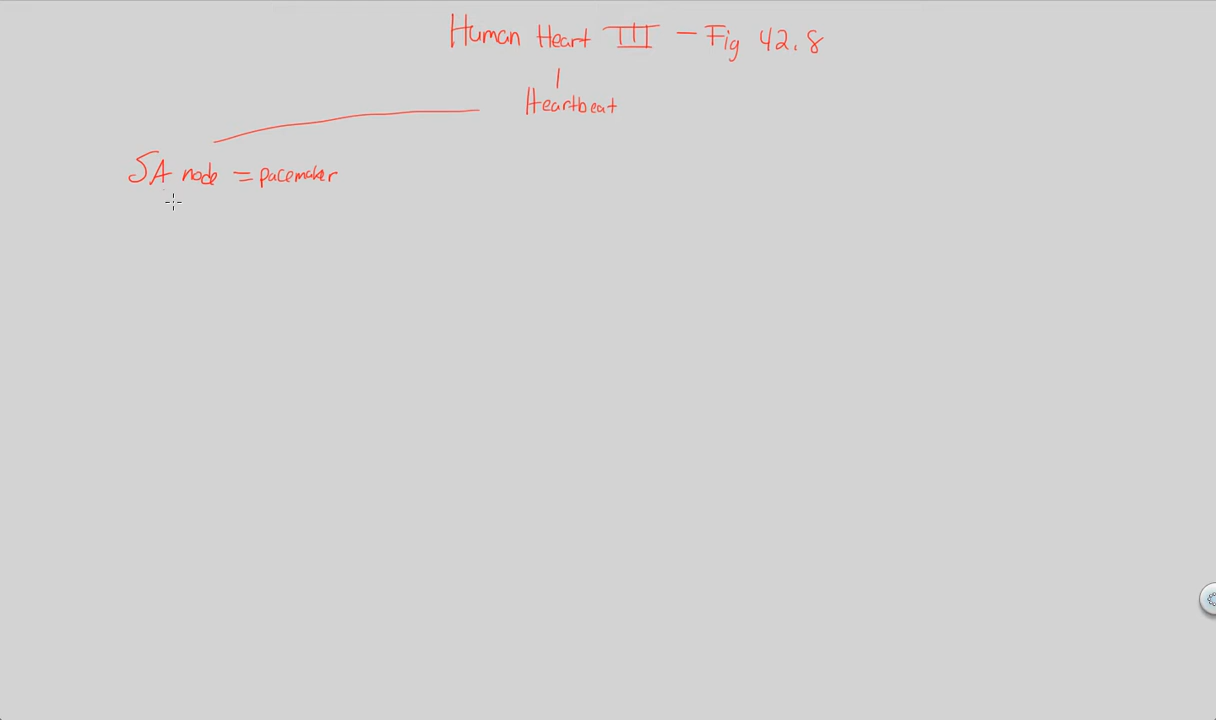 Human Heart III - Fig 42.8
Heartbeat
SA node = pacemaker